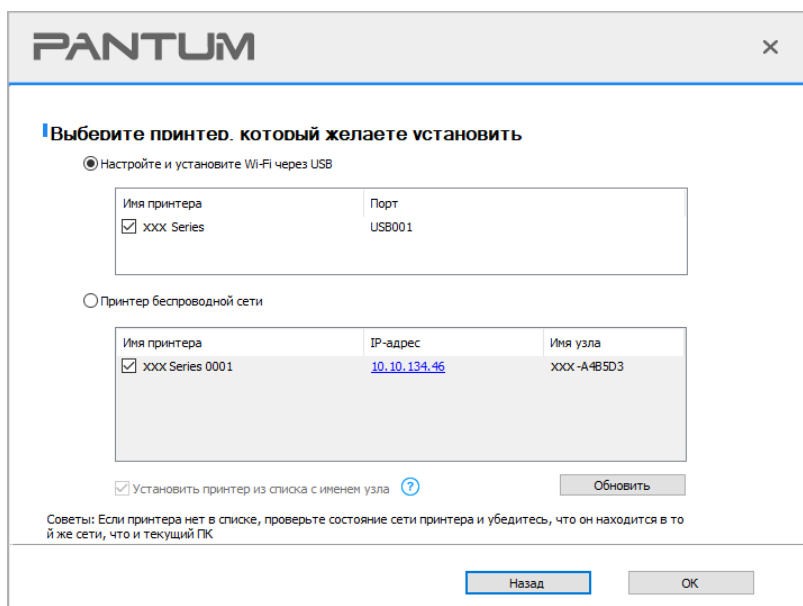 PANTUM
Выберите принтер, который желаете установить
Настройте и установите Wi-Fi через USB
Имя принтера Порт
XXX Series USB001
Принтер беспроводной сети
Имя принтера IP-адрес Имя узла
XXX Series 0001 10.10.134.46 XXX-A4B5D3
Установить принтер из списка с именем узла ? Обновить
Советы: Если принтера нет в списке, проверьте состояние сети принтера и убедитесь, что он находится в то
й же сети, что и текущий ПК
Назад OK